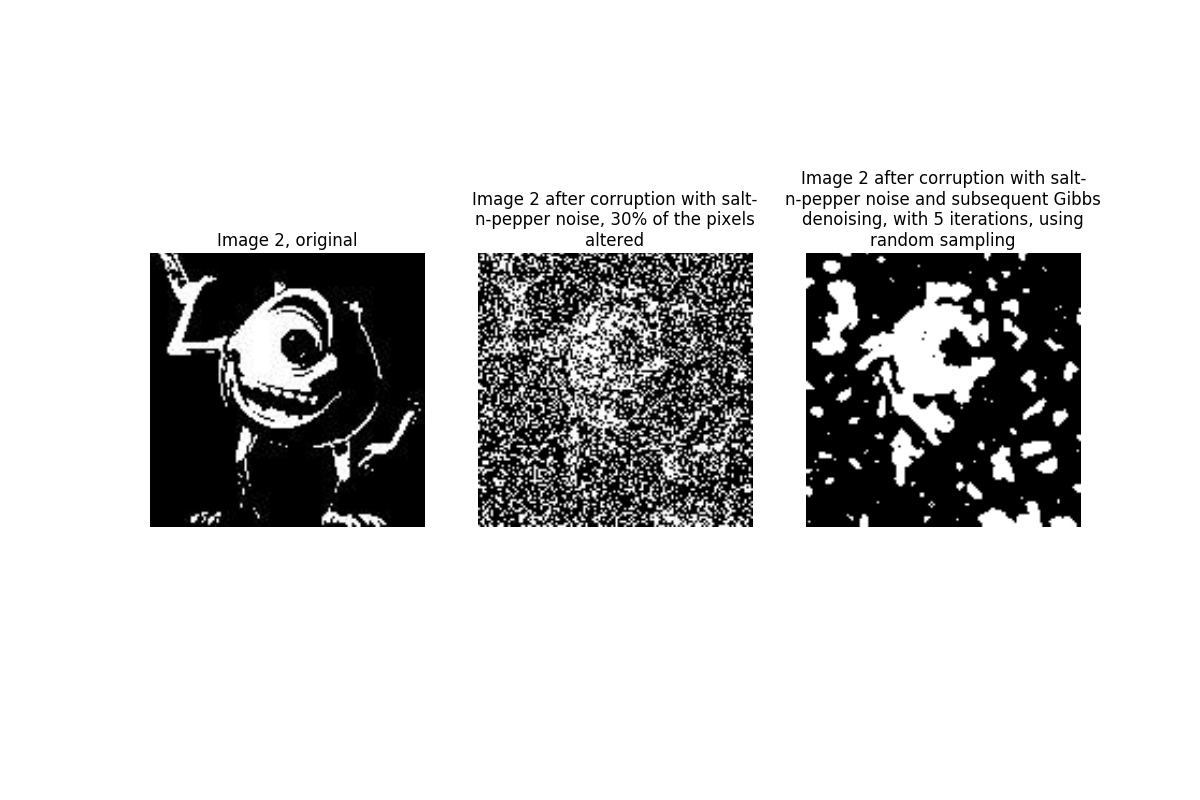 Image 2, original
Image 2 after corruption with salt-
n-pepper noise, 30% of the pixels
altered
Image 2 after corruption with salt-
n-pepper noise and subsequent Gibbs
denoising, with 5 iterations, using
random sampling